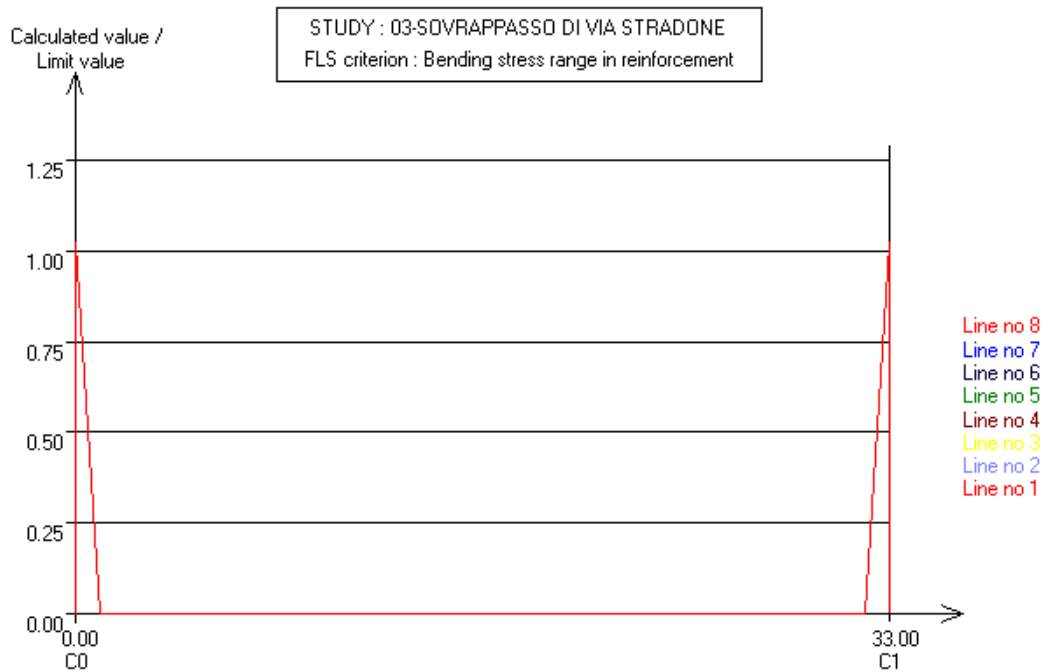 STUDY : 03-SOVRAPPASSO DI VIA STRADONE
FLS criterion : Bending stress range in reinforcement
Calculated value /
Limit value
1.25
1.00
0.75
0.50
0.25
0.00
0.00
C0
33.00
C1
Line no 8
Line no 7
Line no 6
Line no 5
Line no 4
Line no 3
Line no 2
Line no 1